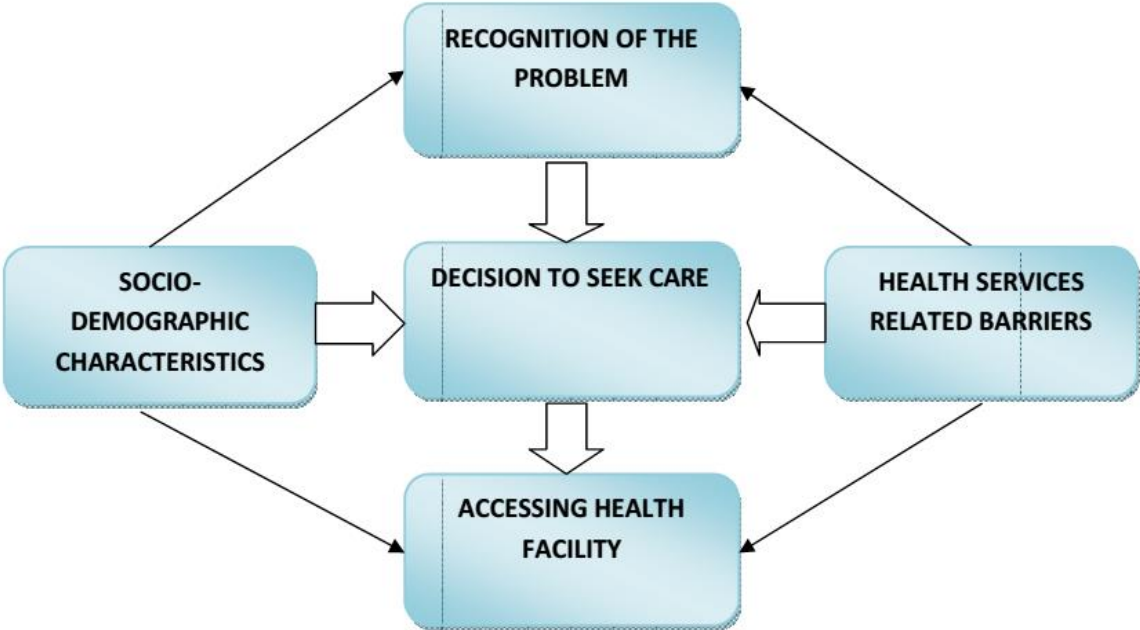 RECOGNITION OF THE
PROBLEM
SOCIO-
DEMOGRAPHIC
CHARACTERISTICS
DECISION TO SEEK CARE
HEALTH SERVICES
RELATED BARRIERS
ACCESSING HEALTH
FACILITY